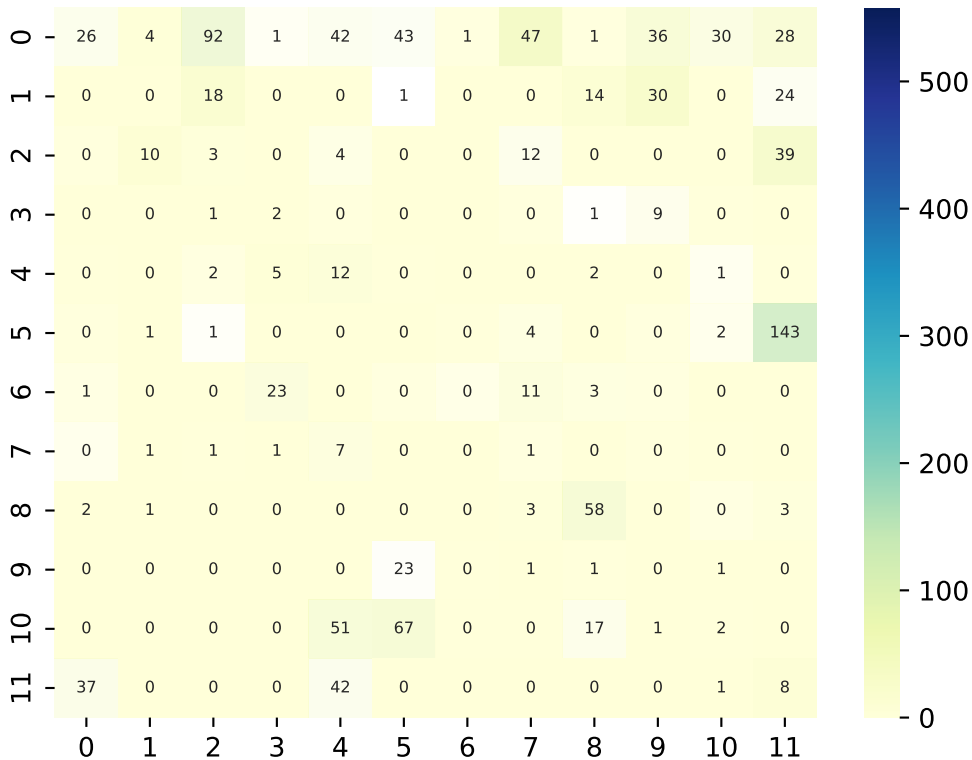 0 26 4 92 1 42 43 1 47 1 36 30 28
1 0 0 18 0 0 1 0 0 14 30 0 24
2 0 10 3 0 4 0 0 12 0 0 0 39
3 0 0 1 2 0 0 0 0 1 9 0 0
4 0 0 2 5 12 0 0 0 2 0 1 0
5 0 1 1 0 0 0 0 4 0 0 2 143
6 1 0 0 23 0 0 0 11 3 0 0 0
7 0 1 1 1 7 0 0 1 0 0 0 0
8 2 1 0 0 0 0 0 3 58 0 0 3
9 0 0 0 0 0 23 0 1 1 0 1 0
10 0 0 0 0 51 67 0 0 17 1 2 0
11 37 0 0 0 42 0 0 0 0 0 1 8
0 1 2 3 4 5 6 7 8 9 10 11
500
400
300
200
100
0